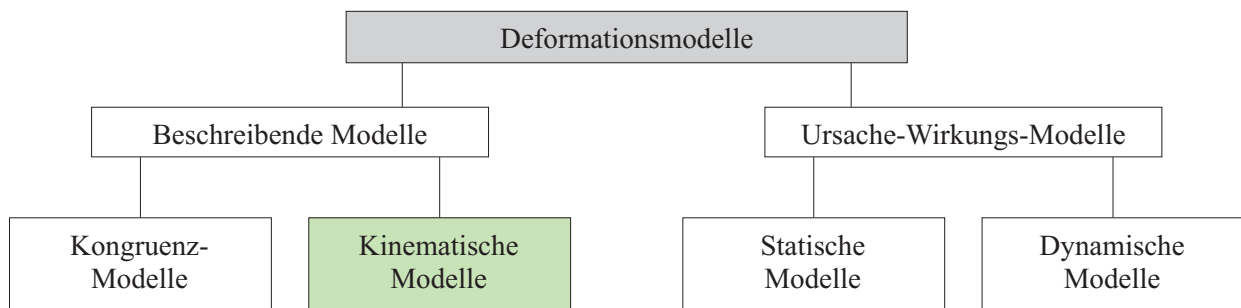 Deformationsmodelle
Beschreibende Modelle
Ursache-Wirkungs-Modelle
Kongruenz-
Modelle
Kinematische
Modelle
Statische
Modelle
Dynamische
Modelle